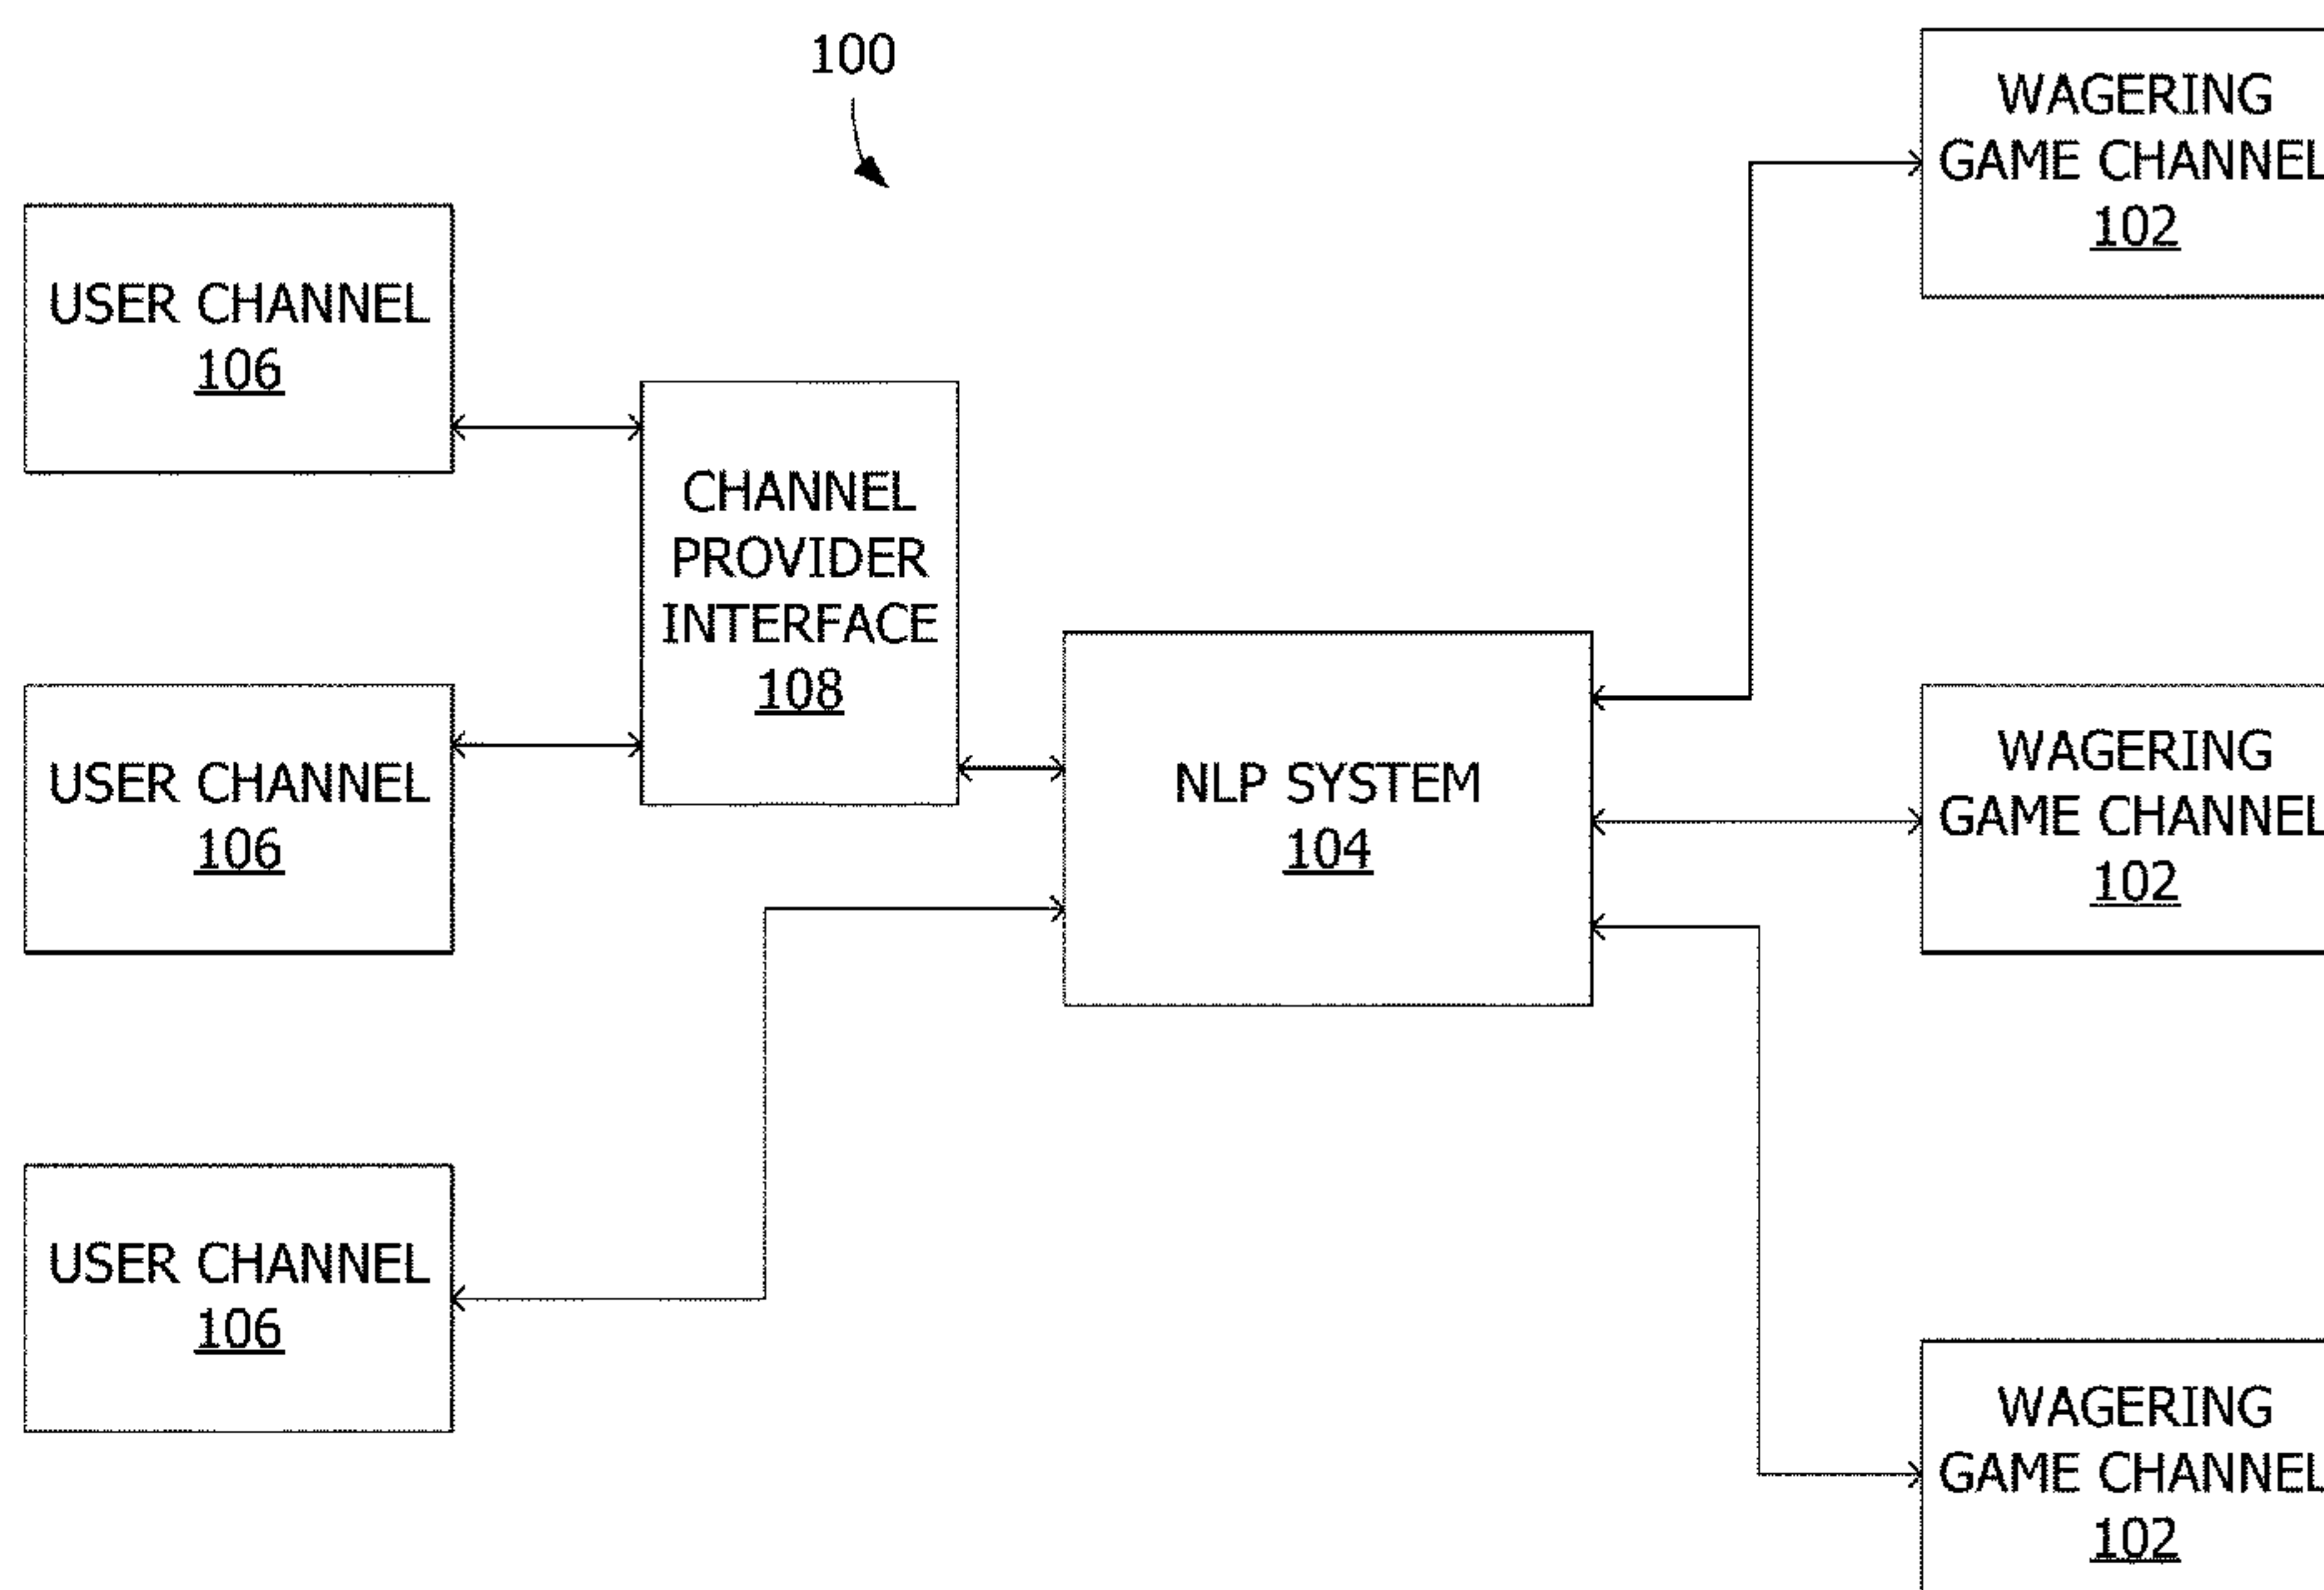 100
WAGERING
GAME CHANNEL
102
USER CHANNEL
106
CHANNEL
PROVIDER
INTERFACE
108
USER CHANNEL
106
NLP SYSTEM
104
WAGERING
GAME CHANNEL
102
USER CHANNEL
106
WAGERING
GAME CHANNEL
102